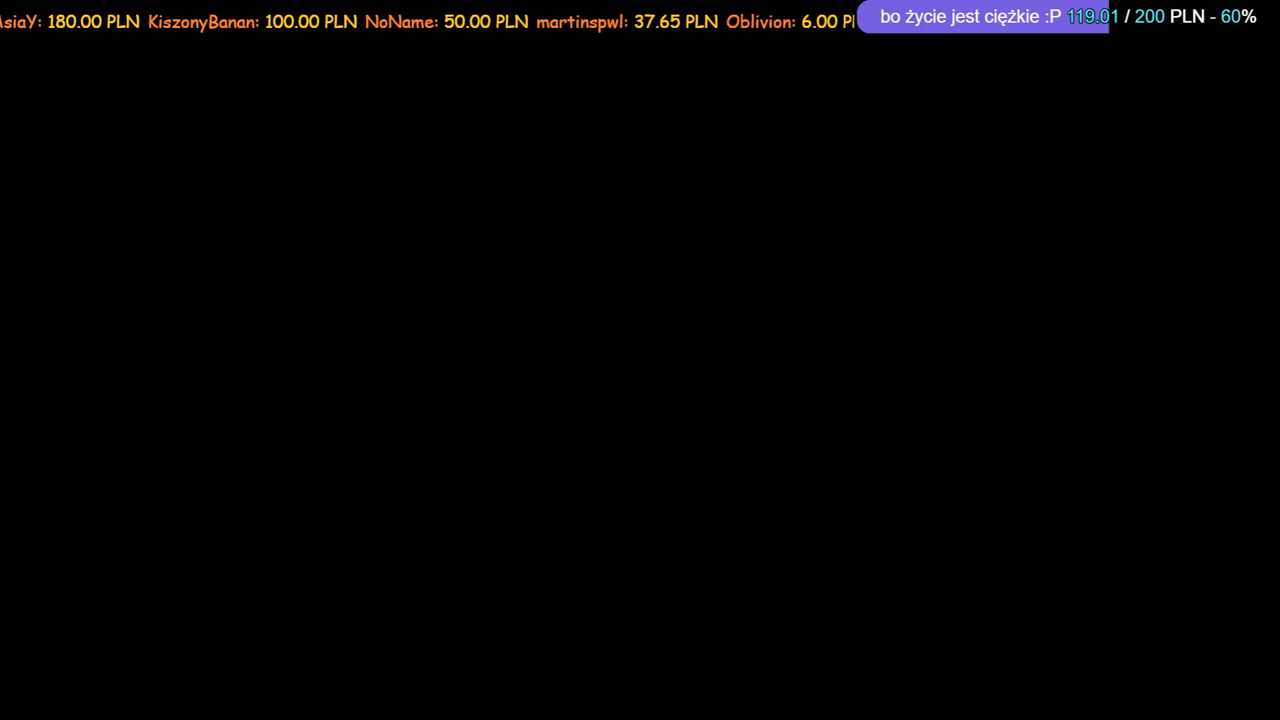 AsiaY: 180.00 PLN KiszonyBanan: 100.00 PLN NoName: 50.00 PLN martinspwl: 37.65 PLN Oblivion: 6.00 Pl
bo życie jest ciężkie :P 119.01 / 200 PLN - 60%